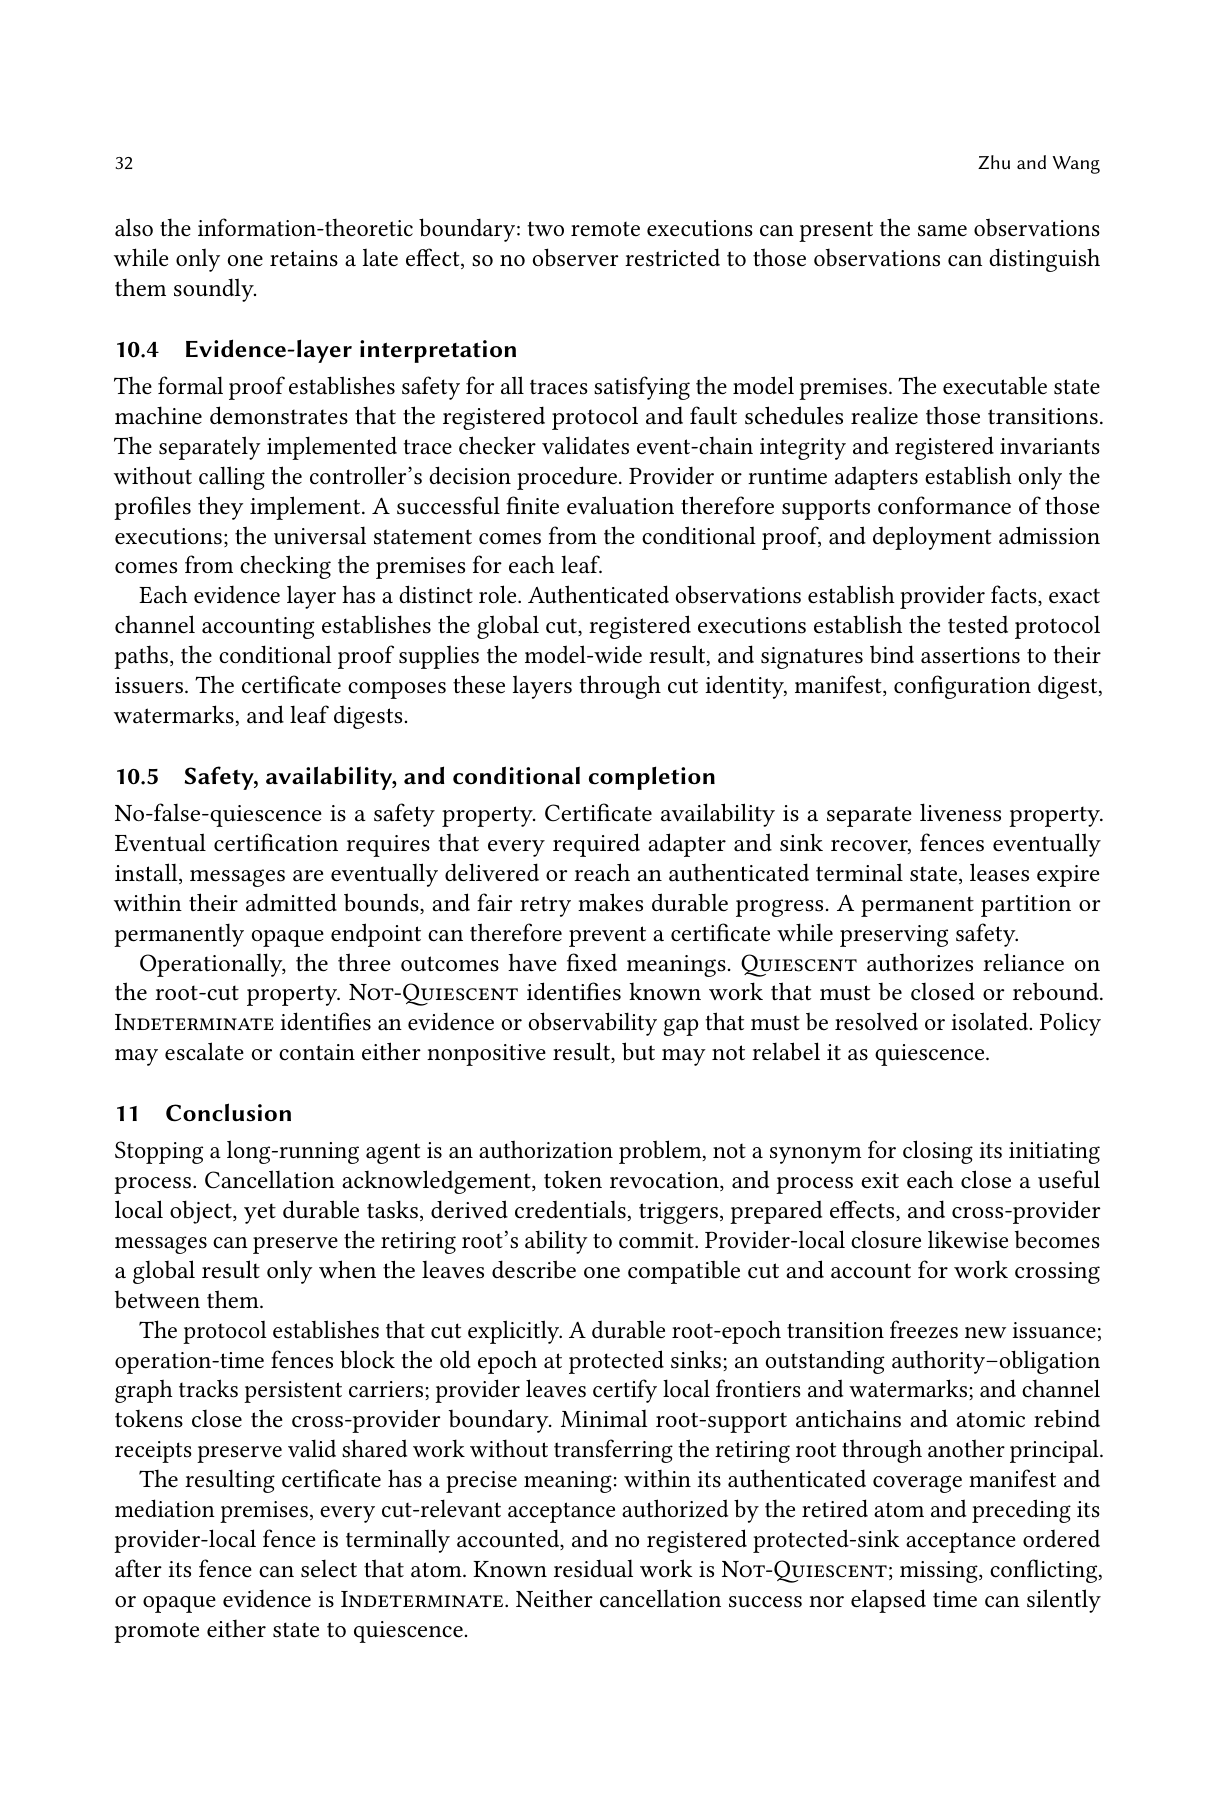 32
Zhu and Wang
also the information-theoretic boundary: two remote executions can present the same observations
while only one retains a late effect, so no observer restricted to those observations can distinguish
them soundly.
10.4 Evidence-layer interpretation
The formal proof establishes safety for all traces satisfying the model premises. The executable state
machine demonstrates that the registered protocol and fault schedules realize those transitions.
The separately implemented trace checker validates event-chain integrity and registered invariants
without calling the controller's decision procedure. Provider or runtime adapters establish only the
profiles they implement. A successful finite evaluation therefore supports conformance of those
executions; the universal statement comes from the conditional proof, and deployment admission
comes from checking the premises for each leaf.
Each evidence layer has a distinct role. Authenticated observations establish provider facts, exact
channel accounting establishes the global cut, registered executions establish the tested protocol
paths, the conditional proof supplies the model-wide result, and signatures bind assertions to their
issuers. The certificate composes these layers through cut identity, manifest, configuration digest,
watermarks, and leaf digests.
10.5 Safety, availability, and conditional completion
No-false-quiescence is a safety property. Certificate availability is a separate liveness property.
Eventual certification requires that every required adapter and sink recover, fences eventually
install, messages are eventually delivered or reach an authenticated terminal state, leases expire
within their admitted bounds, and fair retry makes durable progress. A permanent partition or
permanently opaque endpoint can therefore prevent a certificate while preserving safety.
Operationally, the three outcomes have fixed meanings. QUIESCENT authorizes reliance on
the root-cut property. NOT-QUIESCENT identifies known work that must be closed or rebound.
INDETERMINATE identifies an evidence or observability gap that must be resolved or isolated. Policy
may escalate or contain either nonpositive result, but may not relabel it as quiescence.
11 Conclusion
Stopping a long-running agent is an authorization problem, not a synonym for closing its initiating
process. Cancellation acknowledgement, token revocation, and process exit each close a useful
local object, yet durable tasks, derived credentials, triggers, prepared effects, and cross-provider
messages can preserve the retiring root's ability to commit. Provider-local closure likewise becomes
a global result only when the leaves describe one compatible cut and account for work crossing
between them.
The protocol establishes that cut explicitly. A durable root-epoch transition freezes new issuance;
operation-time fences block the old epoch at protected sinks; an outstanding authority–obligation
graph tracks persistent carriers; provider leaves certify local frontiers and watermarks; and channel
tokens close the cross-provider boundary. Minimal root-support antichains and atomic rebind
receipts preserve valid shared work without transferring the retiring root through another principal.
The resulting certificate has a precise meaning: within its authenticated coverage manifest and
mediation premises, every cut-relevant acceptance authorized by the retired atom and preceding its
provider-local fence is terminally accounted, and no registered protected-sink acceptance ordered
after its fence can select that atom. Known residual work is NOT-QUIESCENT; missing, conflicting,
or opaque evidence is INDETERMINATE. Neither cancellation success nor elapsed time can silently
promote either state to quiescence.